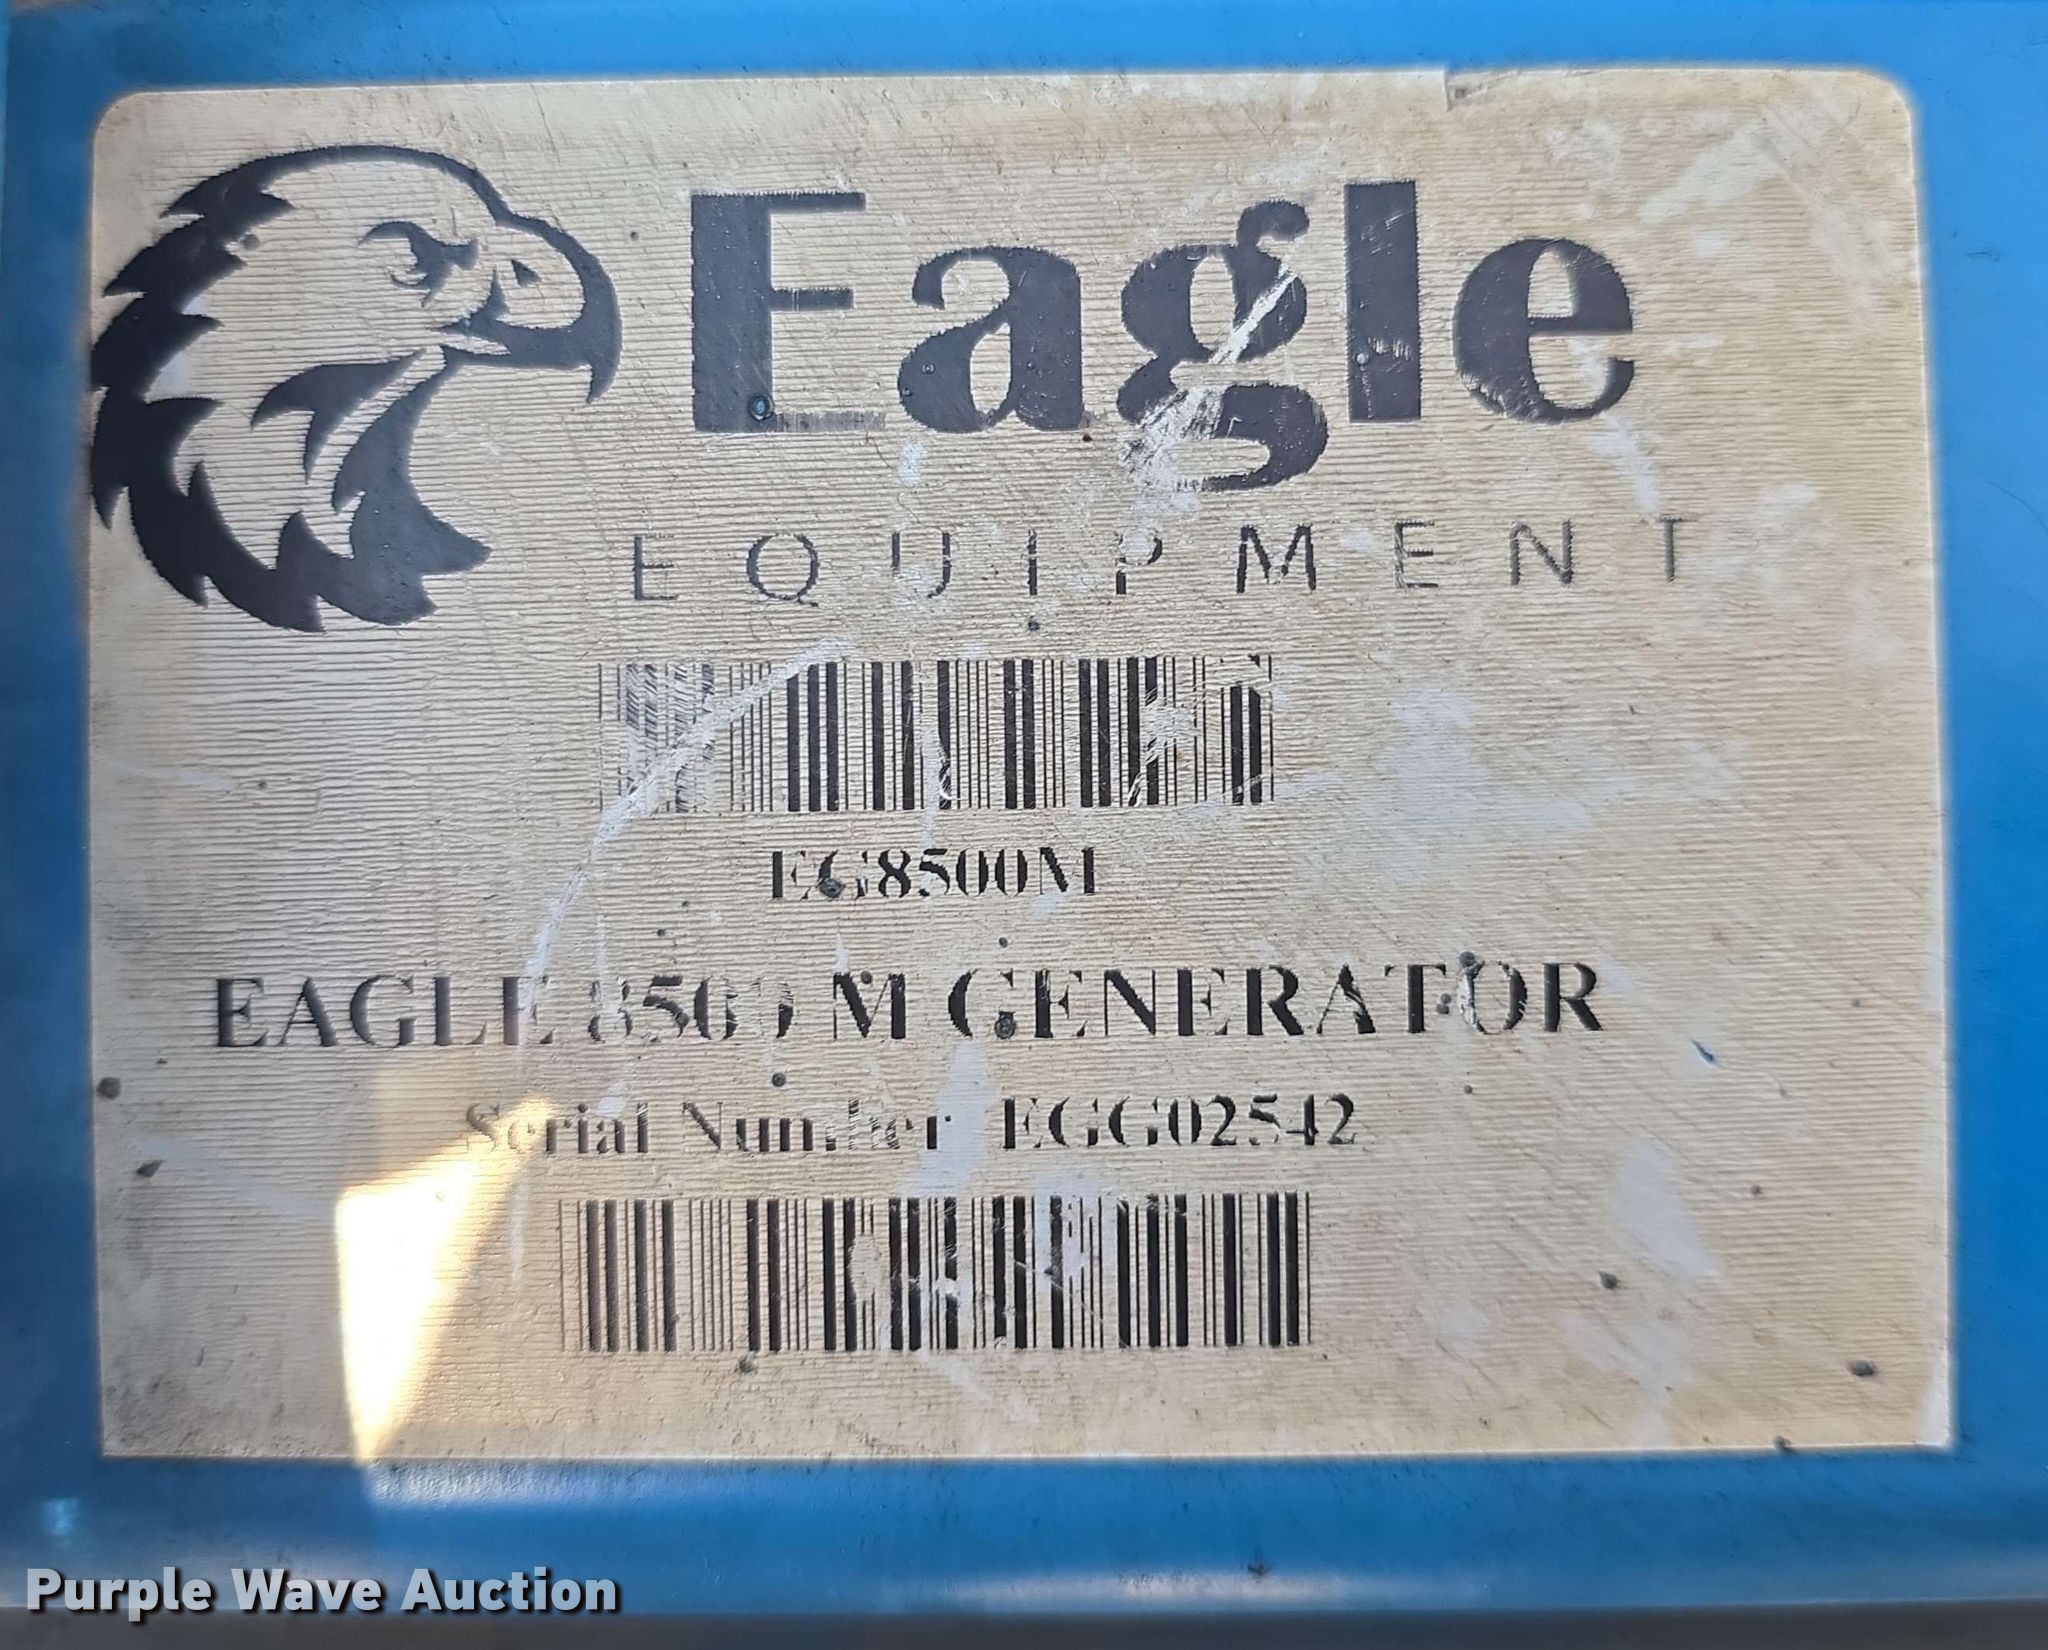 Eagle
EQUIPMENT
EG8500M
EAGLE 8500 M GENERATOR
Serial Number EGG02542
Purple Wave Auction